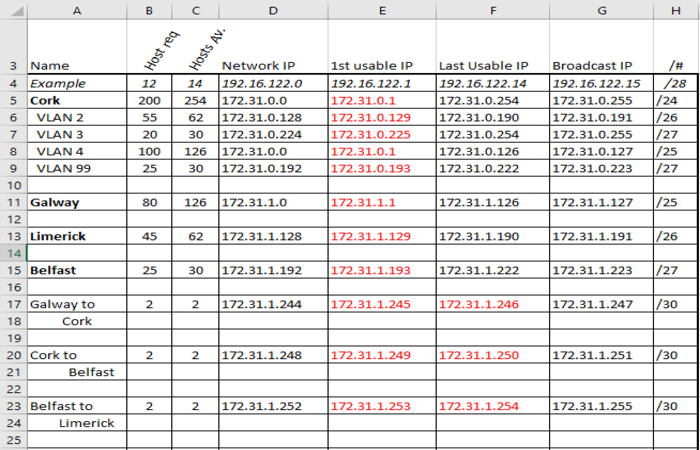 A B C D E F G H
3 Name Host req Hosts Av. Network IP 1st usable IP Last Usable IP Broadcast IP /#
4 Example 12 14 192.16.122.0 192.16.122.1 192.16.122.14 192.16.122.15 /28
5 Cork 200 254 172.31.0.0 172.31.0.1 172.31.0.254 172.31.0.255 /24
6 VLAN 2 55 62 172.31.0.128 172.31.0.129 172.31.0.190 172.31.0.191 /26
7 VLAN 3 20 30 172.31.0.224 172.31.0.225 172.31.0.254 172.31.0.255 /27
8 VLAN 4 100 126 172.31.0.0 172.31.0.1 172.31.0.126 172.31.0.127 /25
9 VLAN 99 25 30 172.31.0.192 172.31.0.193 172.31.0.222 172.31.0.223 /27
10
11 Galway 80 126 172.31.1.0 172.31.1.1 172.31.1.126 172.31.1.127 /25
12
13 Limerick 45 62 172.31.1.128 172.31.1.129 172.31.1.190 172.31.1.191 /26
14
15 Belfast 25 30 172.31.1.192 172.31.1.193 172.31.1.222 172.31.1.223 /27
16
17 Galway to 2 2 172.31.1.244 172.31.1.245 172.31.1.246 172.31.1.247 /30
18 Cork
19
20 Cork to 2 2 172.31.1.248 172.31.1.249 172.31.1.250 172.31.1.251 /30
21 Belfast
22
23 Belfast to 2 2 172.31.1.252 172.31.1.253 172.31.1.254 172.31.1.255 /30
24 Limerick
25